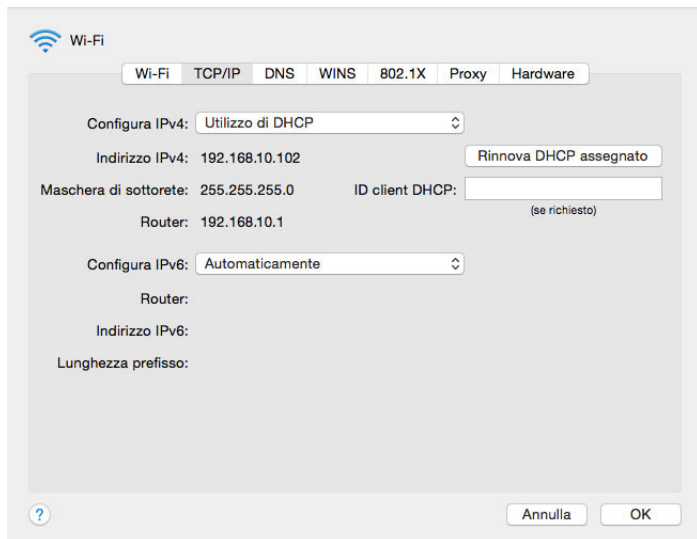 Wi-Fi
Wi-Fi TCP/IP DNS WINS 802.1X Proxy Hardware
Configura IPv4: Utilizzo di DHCP
Indirizzo IPv4: 192.168.10.102 Rinnova DHCP assegnato
Maschera di sottorete: 255.255.255.0 ID client DHCP:
(se richiesto)
Router: 192.168.10.1
Configura IPv6: Automaticamente
Router:
Indirizzo IPv6:
Lunghezza prefisso:
? Annulla OK